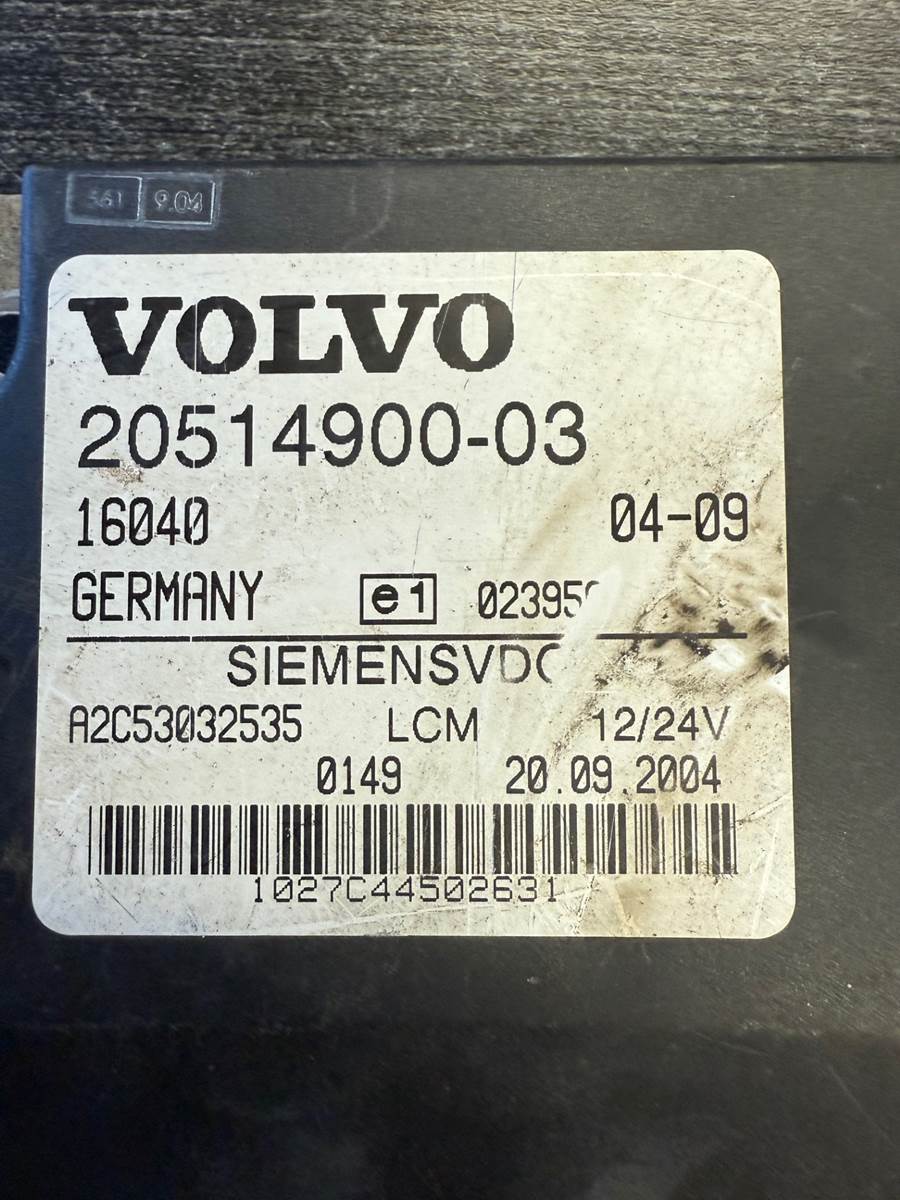 561 9.04
VOLVO
20514900-03
16040 04-09
GERMANY e1
SIEMENSVDO
A2C53032535 LCM 12/24V
0149 20.09.2004
1027C44502631